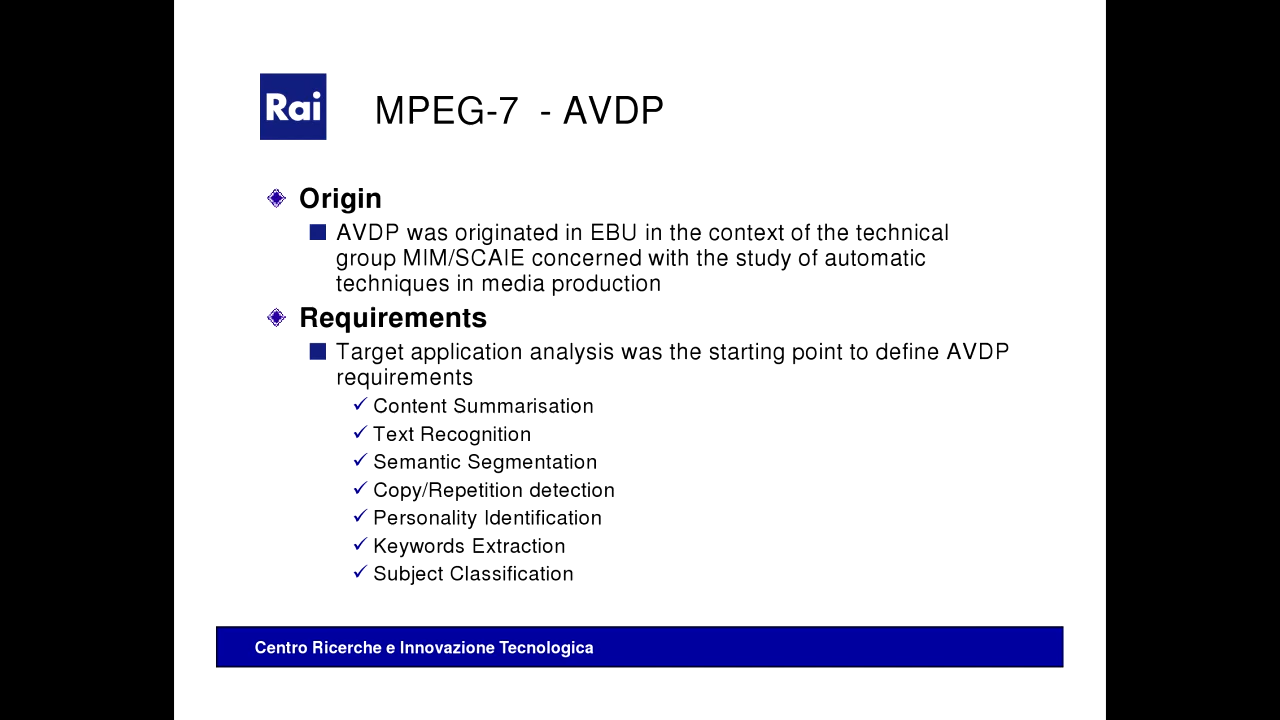 Rai
MPEG-7 - AVDP
Origin
AVDP was originated in EBU in the context of the technical
group MIM/SCAIE concerned with the study of automatic
techniques in media production
Requirements
Target application analysis was the starting point to define AVDP
requirements
Content Summarisation
Text Recognition
Semantic Segmentation
Copy/Repetition detection
Personality Identification
Keywords Extraction
Subject Classification
Centro Ricerche e Innovazione Tecnologica